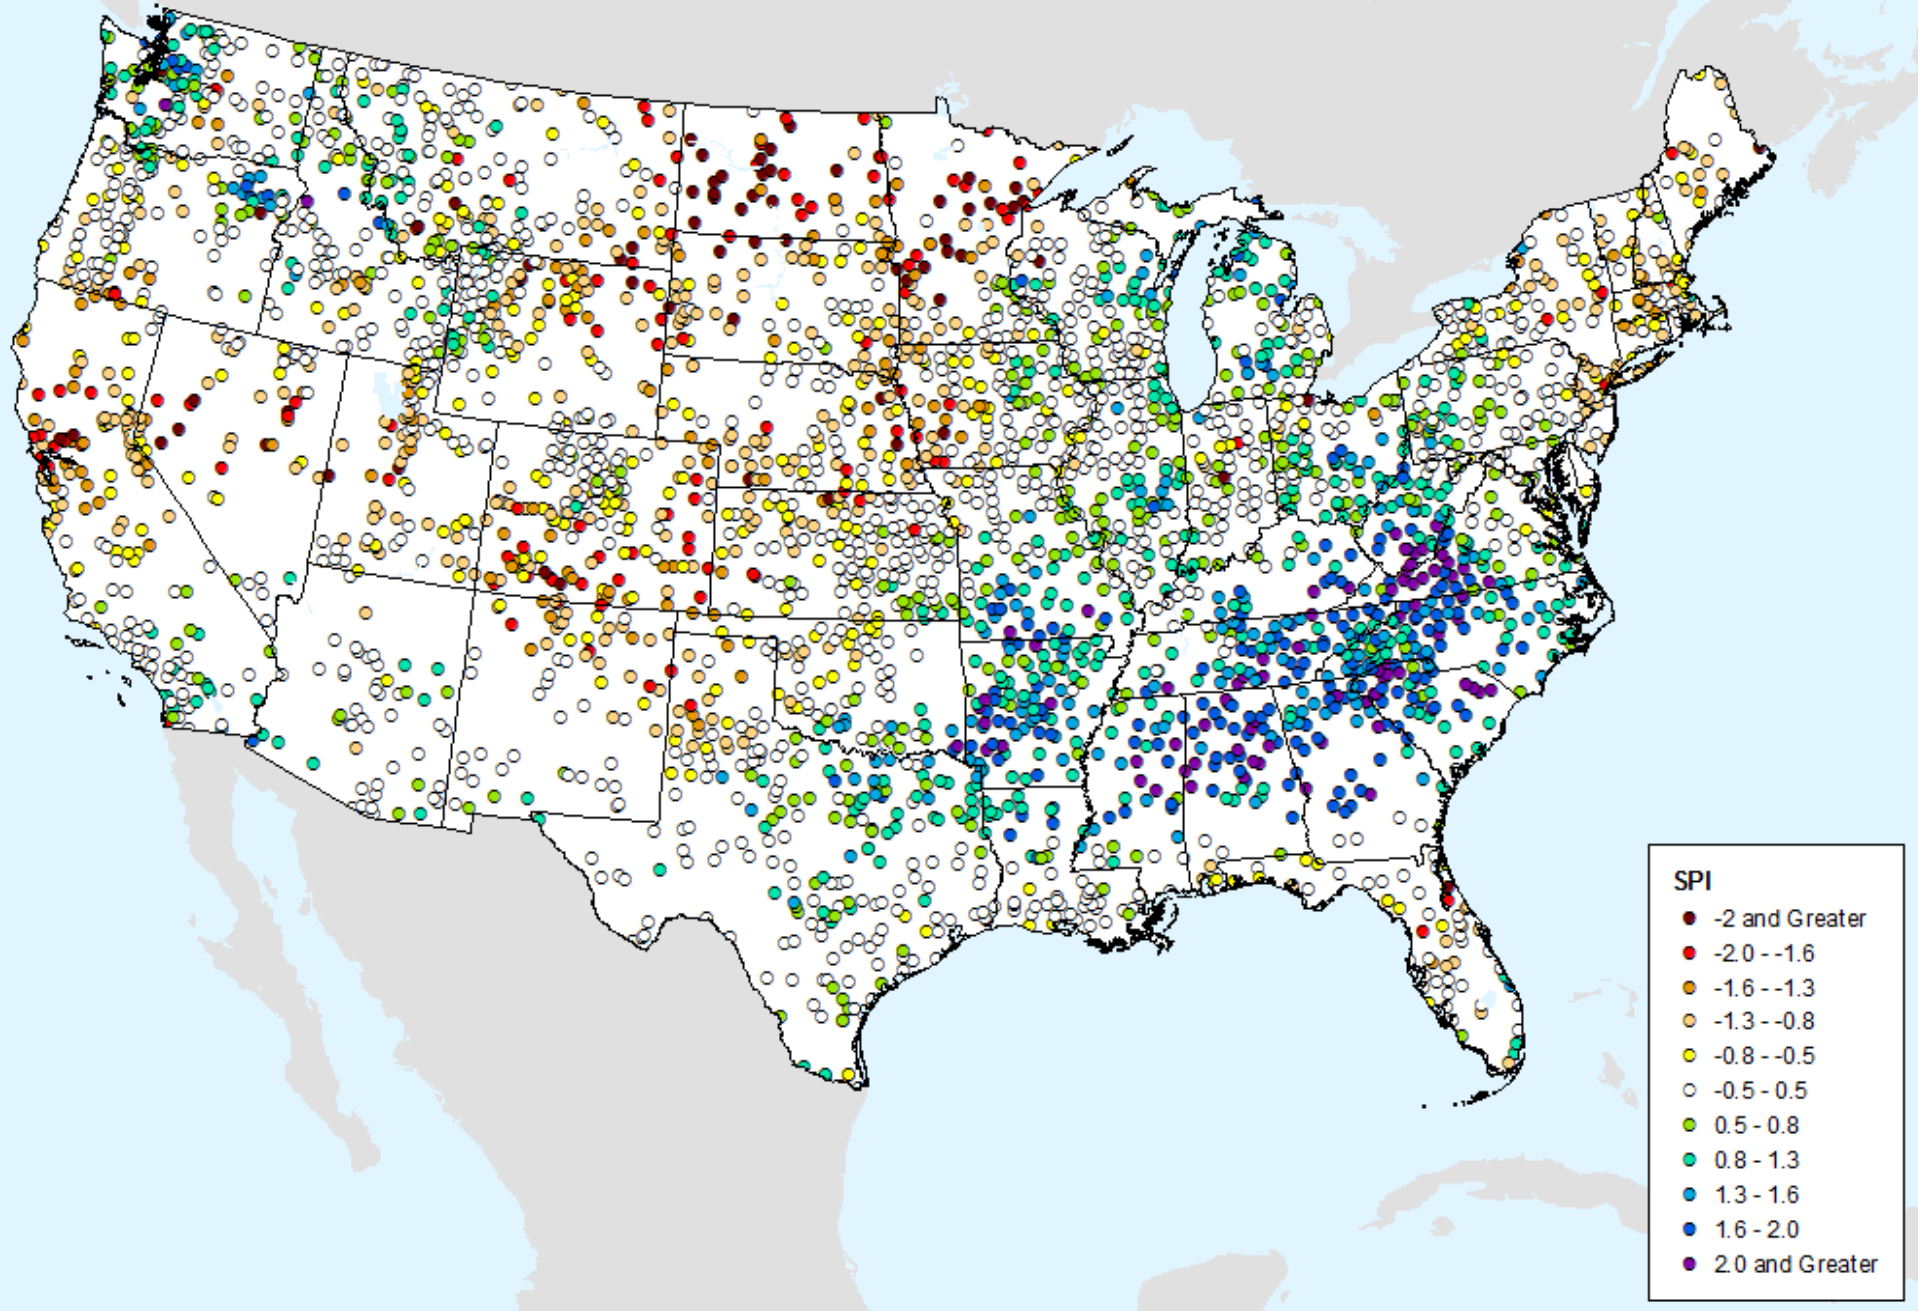 SPI
-2 and Greater
-2.0 - -1.6
-1.6 - -1.3
-1.3 - -0.8
-0.8 - -0.5
-0.5 - 0.5
0.5 - 0.8
0.8 - 1.3
1.3 - 1.6
1.6 - 2.0
2.0 and Greater